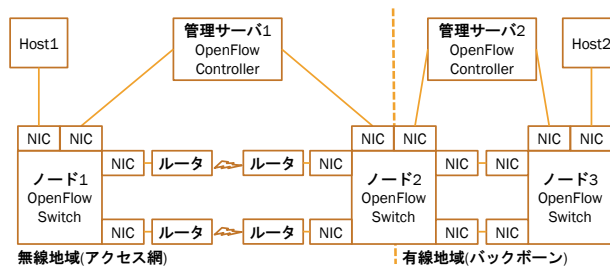 Host1
管理サーバ1
OpenFlow
Controller
管理サーバ2
OpenFlow
Controller
Host2
NIC NIC
NIC NIC
NIC NIC
NIC ルータ ルータ NIC
NIC NIC
ノード1
OpenFlow
Switch
ノード2
OpenFlow
Switch
ノード3
OpenFlow
Switch
NIC ルータ ルータ NIC
NIC NIC
無線地域(アクセス網)
有線地域(バックボーン)